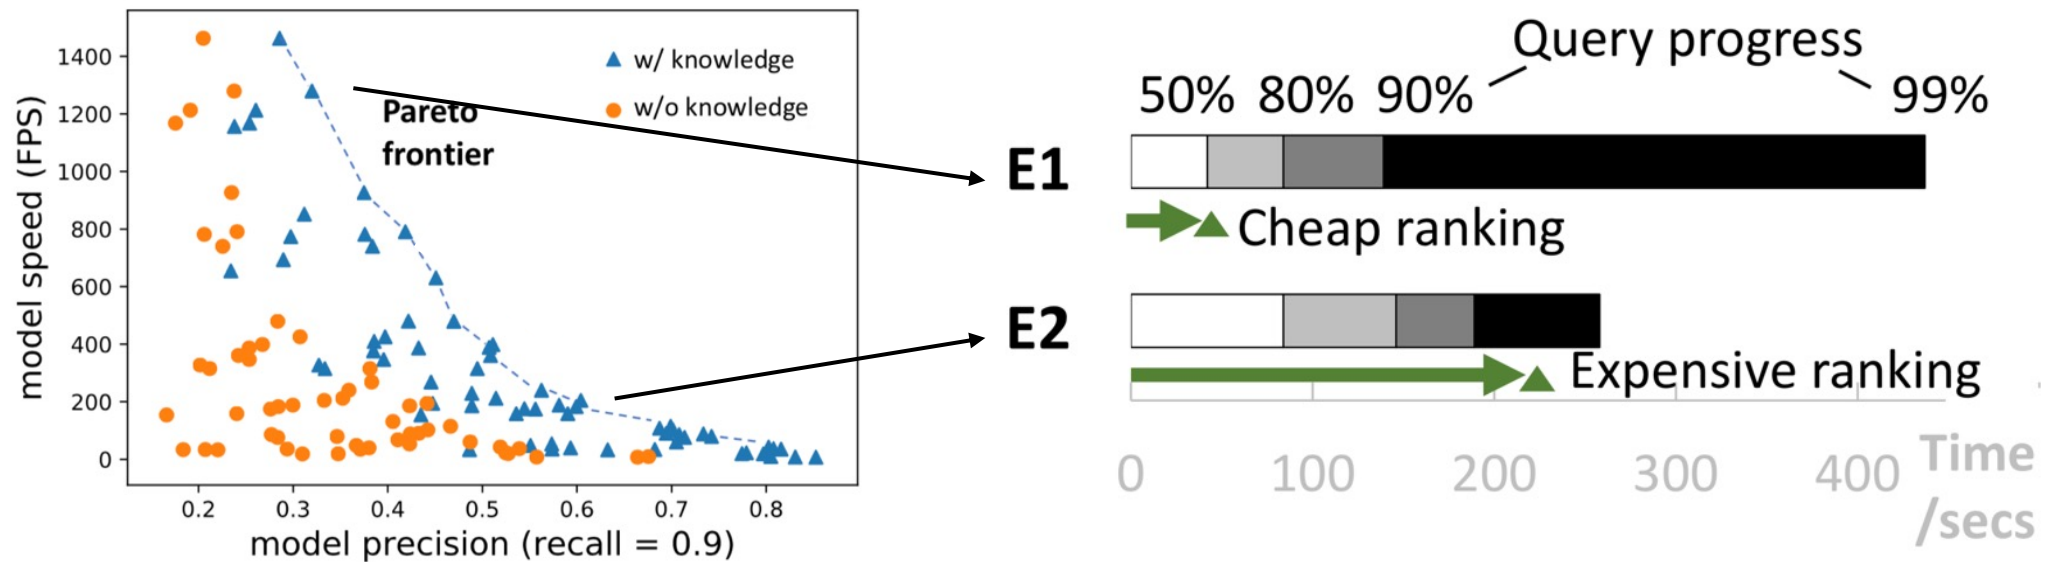 1400
1200
1000
800
600
400
200
0
model speed (FPS)
w/ knowledge
w/o knowledge
Pareto
frontier
0.2 0.3 0.4 0.5 0.6 0.7 0.8
model precision (recall = 0.9)
Query progress
50% 80% 90% 99%
E1
Cheap ranking
E2
Expensive ranking
0 100 200 300 400
Time
/secs